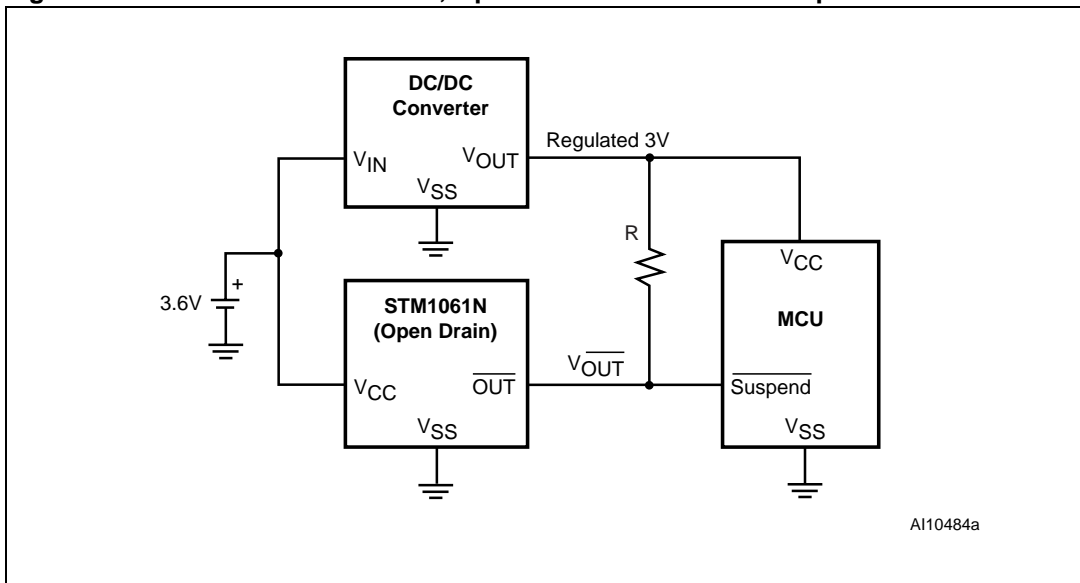 DC/DC
Converter
Regulated 3V
VIN
VOUT
VSS
R
VCC
+
3.6V
STM1061N
(Open Drain)
MCU
VOUT
VCC
OUT
Suspend
VSS
VSS
AI10484a